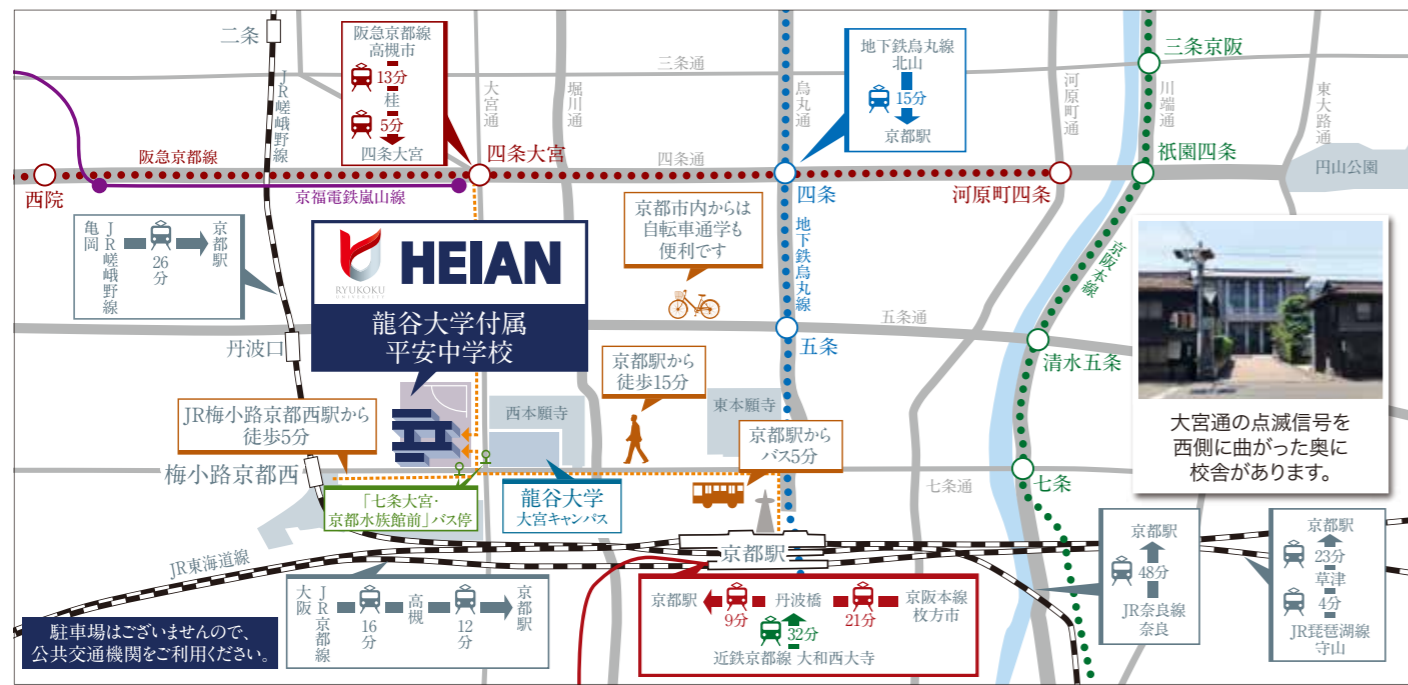 二条
JR嵯峨野線
阪急京都線
高槻市
13分
桂
5分
四条大宮
大宮通
堀川通
三条通
烏丸通
地下鉄烏丸線
北山
15分
京都駅
河原町通
川端通
三条京阪
東大路通
阪急京都線
四条大宮
四条通
祇園四条
円山公園
西院
京福電鉄嵐山線
四条
河原町四条
亀岡
JR嵯峨野線
26分
京都駅
RYUKOKU
UNIVERSITY
HEIAN
龍谷大学付属
平安中学校
京都市内からは
自転車通学も
便利です
地下鉄烏丸線
京阪本線
五条通
五条
清水五条
丹波口
京都駅から
徒歩15分
JR梅小路京都西駅から
徒歩5分
西本願寺
東本願寺
京都駅から
バス5分
梅小路京都西
「七条大宮・
京都水族館前」バス停
龍谷大学
大宮キャンパス
七条通
七条
大宮通の点滅信号を
西側に曲がった奥に
校舎があります。
JR東海道線
京都駅
大阪
JR京都線
16分
高槻
12分
京都駅
京都駅
9分
丹波橋
21分
京阪本線
枚方市
32分
近鉄京都線 大和西大寺
京都駅
48分
JR奈良線
奈良
京都駅
23分
草津
4分
JR琵琶湖線
守山
駐車場はございませんので、
公共交通機関をご利用ください。